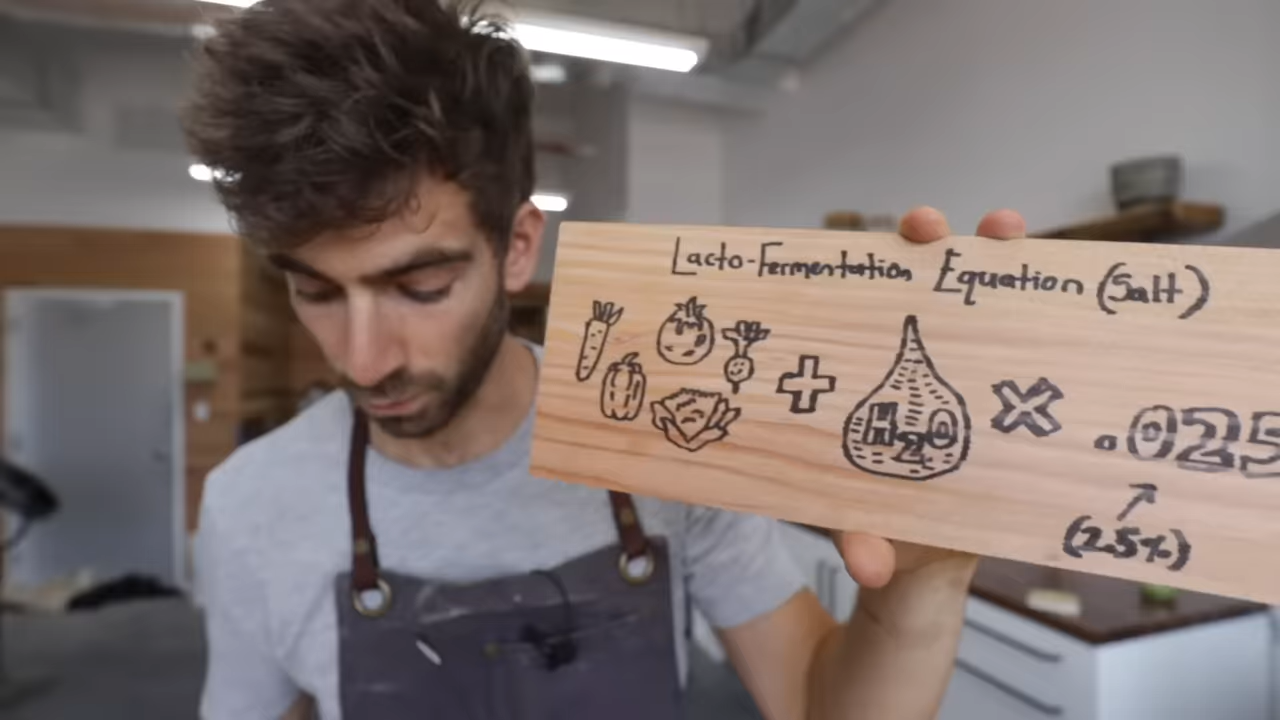 Lacto-Fermentation Equation (Salt)
+ H2O × .025
(2.5%)